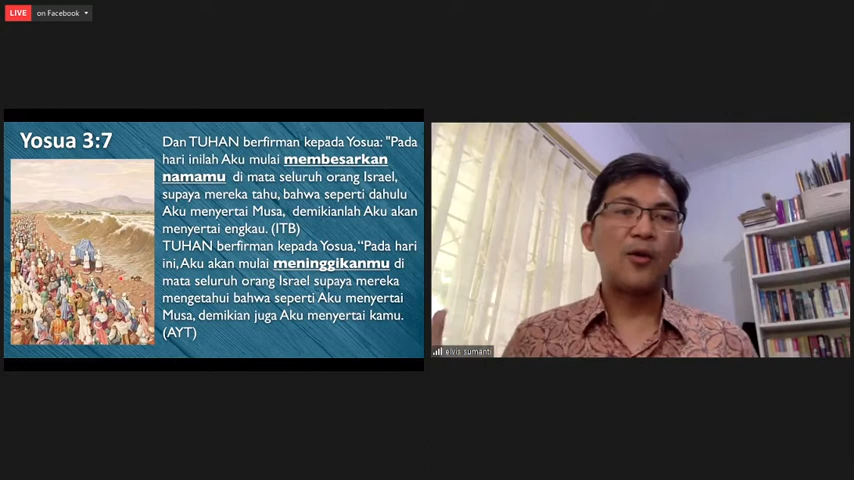 LIVE on Facebook
Yosua 3:7
Dan TUHAN berfirman kepada Yosua: "Pada
hari inilah Aku mulai membesarkan
namamu di mata seluruh orang Israel,
supaya mereka tahu, bahwa seperti dahulu
Aku menyertai Musa, demikianlah Aku akan
menyertai engkau. (ITB)
TUHAN berfirman kepada Yosua, “Pada hari
ini, Aku akan mulai meninggikanmu di
mata seluruh orang Israel supaya mereka
mengetahui bahwa seperti Aku menyertai
Musa, demikian juga Aku menyertai kamu.
(AYT)
elvis sumanti